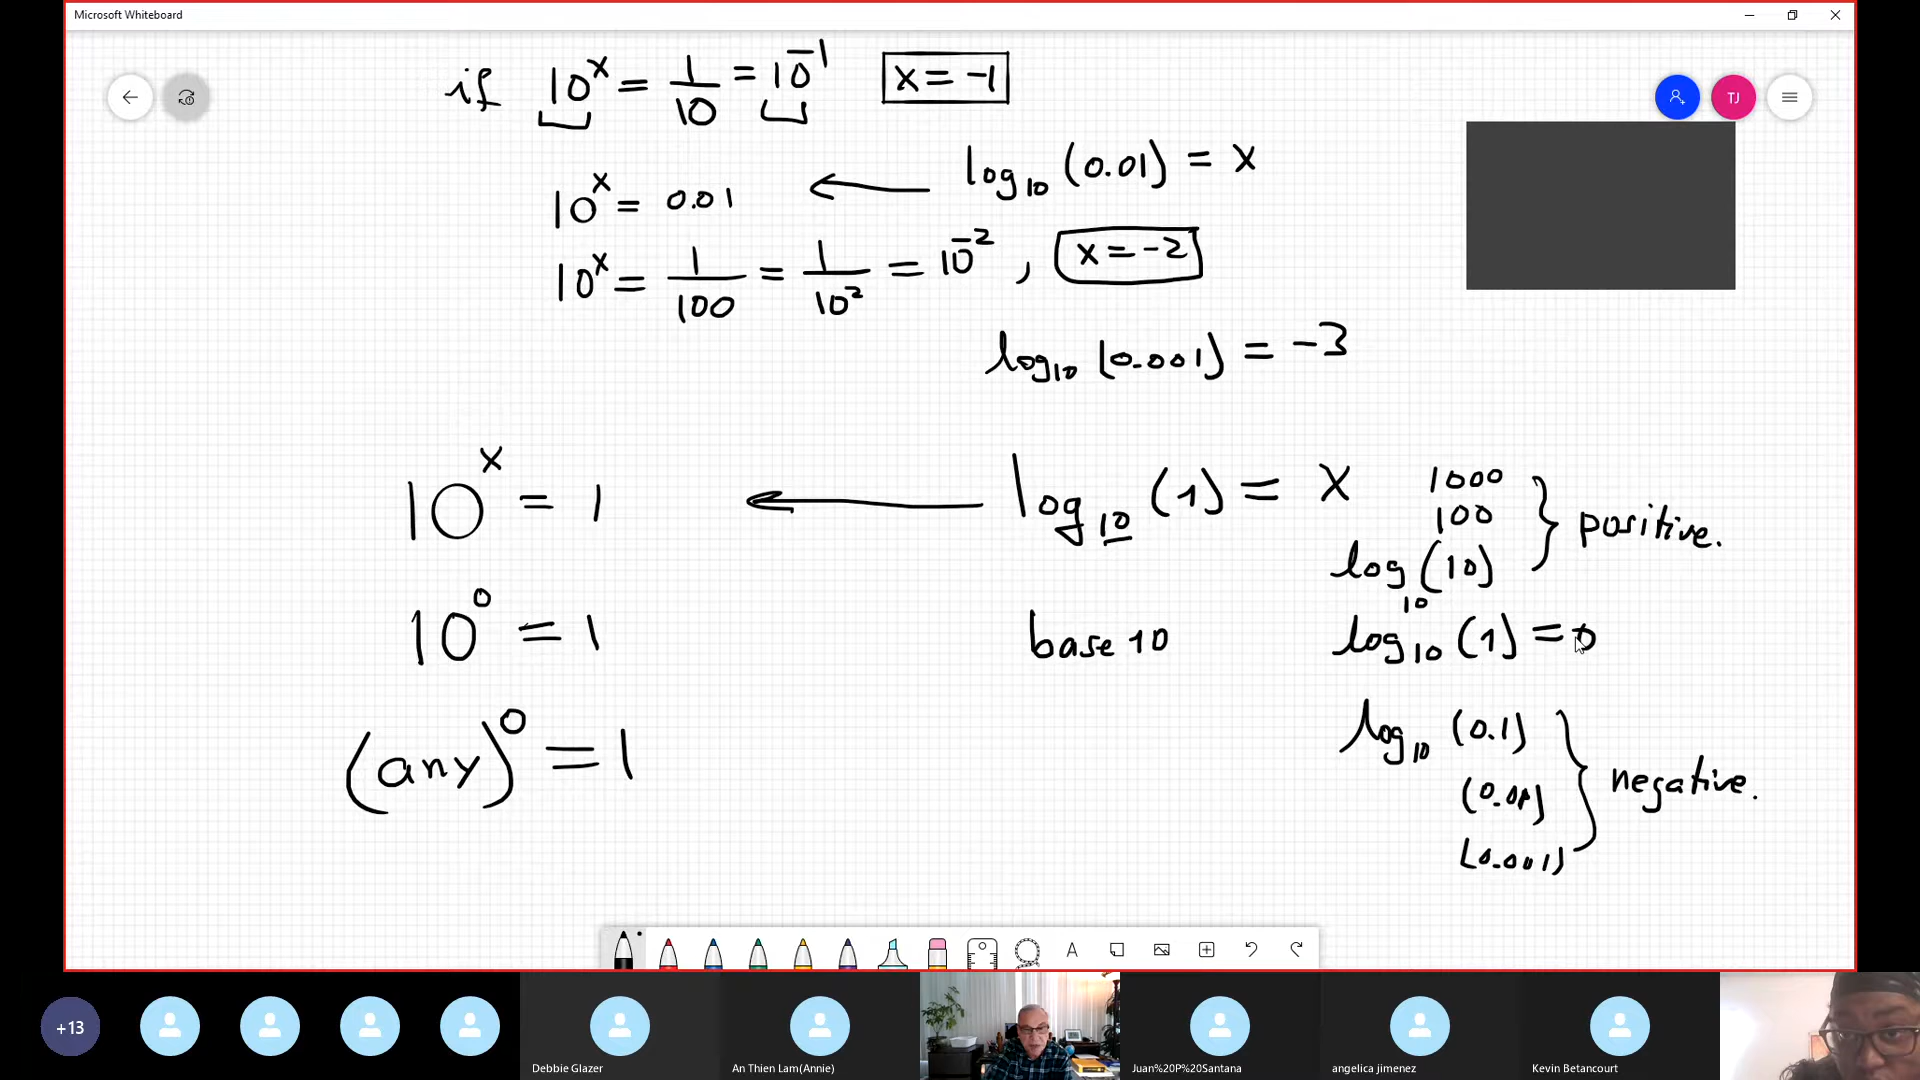 Microsoft Whiteboard
if 10^x = 1/10 = 10^-1 x = -1
TJ
log₁₀ (0.01) = x
10^x = 0.01
10^x = 1/100 = 1/10² = 10^-2 , x = -2
log₁₀ (0.001) = -3
10^x = 1
log₁₀ (1) = x
1000
100
log₁₀ (10)
positive.
10^0 = 1
base 10
log₁₀ (1) = 0
(any)^0 = 1
log₁₀ (0.1)
(0.01)
(0.001)
negative.
A
+13
Debbie Glazer
An Thien Lam(Annie)
Juan%20P%20Santana
angelica jimenez
Kevin Betancourt